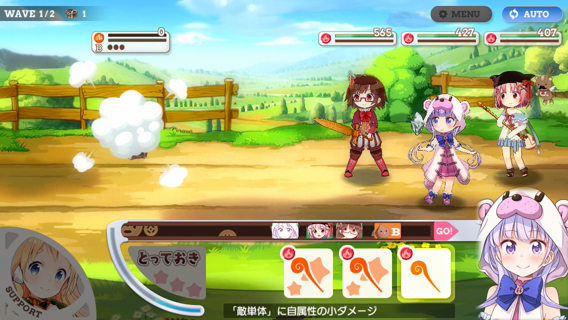 WAVE 1/2 1
MENU
AUTO
B 0
565
427
407
B GO!
とっておき
SUPPORT
「敵単体」に自属性の小ダメージ